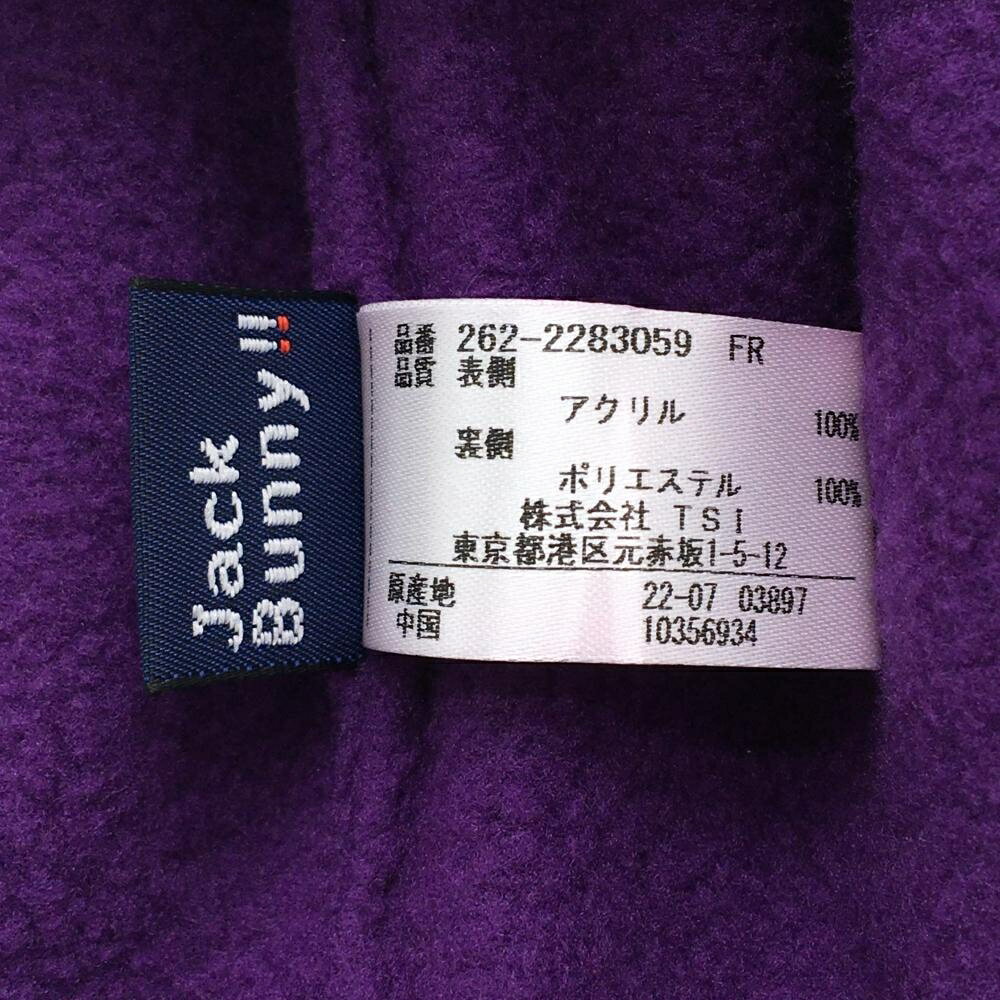 Jack
Bunny!!
品番 262-2283059 FR
品質 表側
アクリル 100%
裏側
ポリエステル 100%
株式会社 TSI
東京都港区元赤坂1-5-12
原産地 22-07 03897
中国 10356934